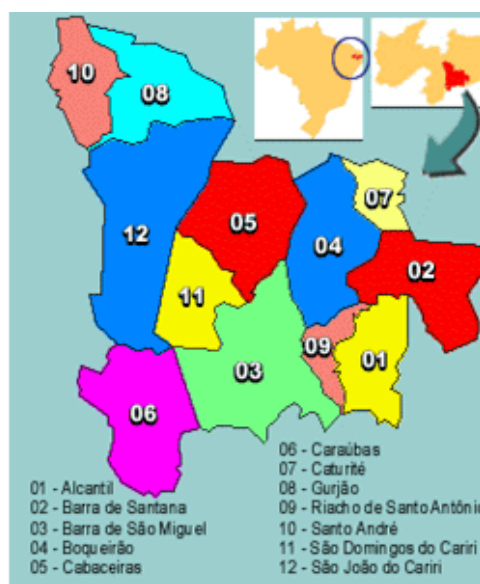 10
08
07
05
12
04
02
11
09
01
03
06
01 - Alcantil
02 - Barra de Santana
03 - Barra de São Miguel
04 - Boqueirão
05 - Cabaceiras
06 - Caraúbas
07 - Caturité
08 - Gurjão
09 - Riacho de Santo Antôni
10 - Santo André
11 - São Domingos do Cariri
12 - São João do Cariri